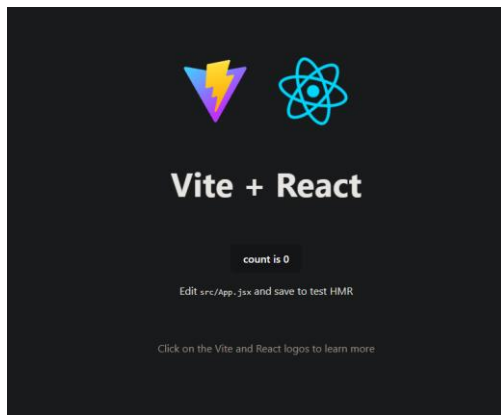 Vite + React
count is 0
Edit src/App.jsx and save to test HMR
Click on the Vite and React logos to learn more